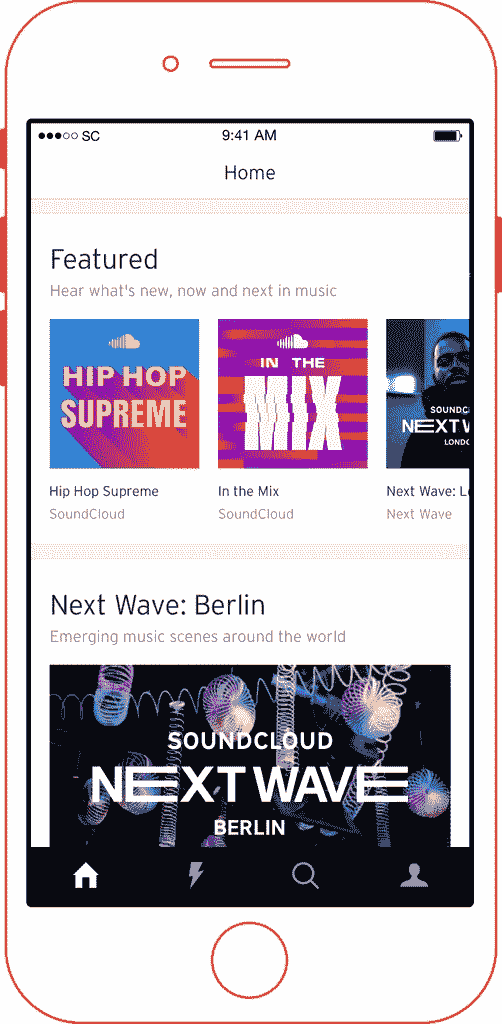 SC 9:41 AM
Home
Featured
Hear what's new, now and next in music
HIP HOP
SUPREME
IN THE
MIX
SOUNDC
NEXT W
LONDO
Hip Hop Supreme
In the Mix
Next Wave: Lo
SoundCloud
SoundCloud
Next Wave
Next Wave: Berlin
Emerging music scenes around the world
SOUNDCLOUD
NEXT WAVE
BERLIN